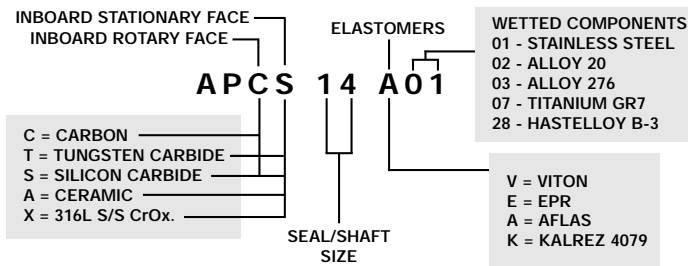 INBOARD STATIONARY FACE
INBOARD ROTARY FACE
ELASTOMERS
WETTED COMPONENTS
01 - STAINLESS STEEL
02 - ALLOY 20
03 - ALLOY 276
07 - TITANIUM GR7
28 - HASTELLOY B-3
APCS 14 A01
C = CARBON
T = TUNGSTEN CARBIDE
S = SILICON CARBIDE
A = CERAMIC
X = 316L S/S CrOx.
SEAL/SHAFT
SIZE
V = VITON
E = EPR
A = AFLAS
K = KALREZ 4079